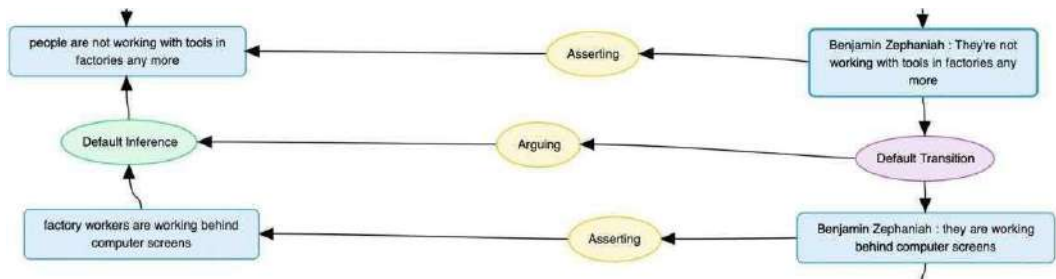 people are not working with tools in
factories any more
Asserting
Benjamin Zephaniah : They're not
working with tools in factories any
more
Default Inference
Arguing
Default Transition
factory workers are working behind
computer screens
Asserting
Benjamin Zephaniah : they are working
behind computer screens